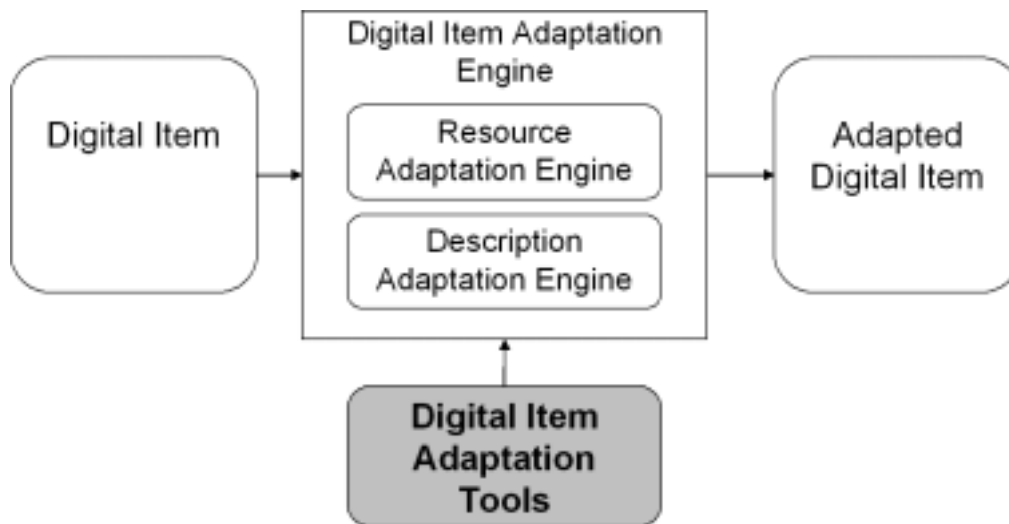 Digital Item
Digital Item Adaptation
Engine
Resource
Adaptation Engine
Description
Adaptation Engine
Adapted
Digital Item
Digital Item
Adaptation
Tools